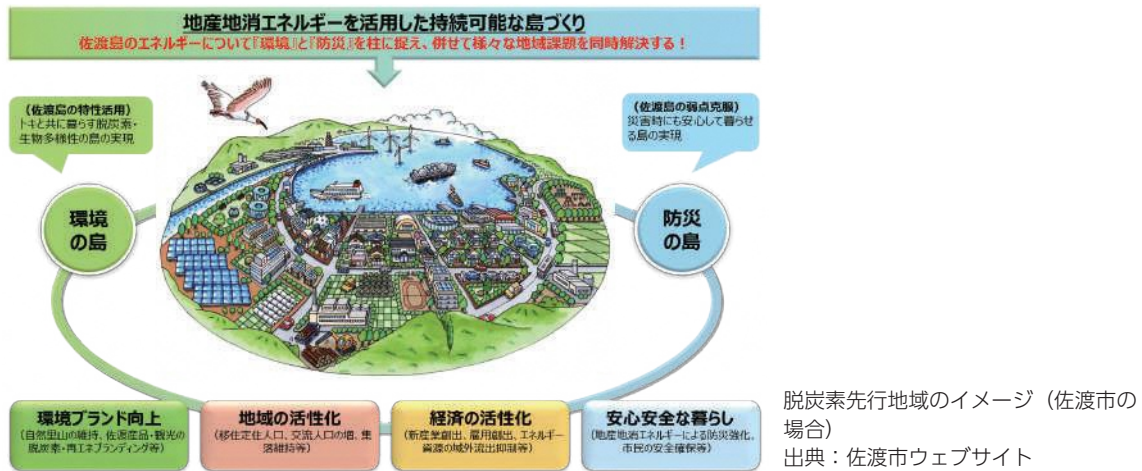 地産地消エネルギーを活用した持続可能な島づくり
佐渡島のエネルギーについて『環境』と『防災』を柱に捉え、併せて様々な地域課題を同時解決する！
(佐渡島の特性活用)
トキと共に暮らす脱炭素・
生物多様性の島の実現
(佐渡島の弱点克服)
災害時にも安心して暮らせ
る島の実現
環境
の島
防災
の島
環境ブランド向上
(自然里山の維持、佐渡産品・観光の
脱炭素・再エネブランディング等)
地域の活性化
(移住定住人口、交流人口の増、集
落維持等)
経済の活性化
(新産業創出、雇用創出、エネルギー
資源の域外流出抑制等)
安心安全な暮らし
(地産地消エネルギーによる防災強化、
市民の安全確保等)
脱炭素先行地域のイメージ（佐渡市の
場合）
出典：佐渡市ウェブサイト